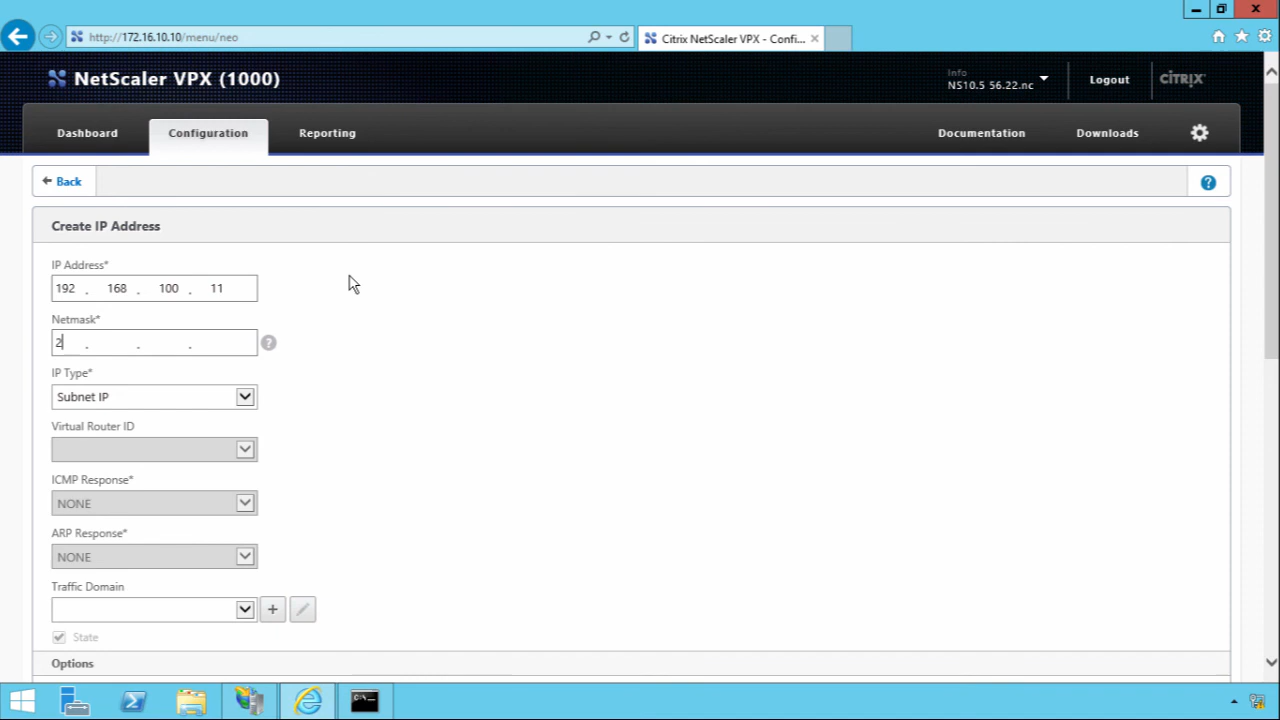 http://172.16.10.10/menu/neo
Citrix NetScaler VPX - Confi...
NetScaler VPX (1000)
Info
NS10.5 56.22.nc
Logout
CITRIX
Dashboard
Configuration
Reporting
Documentation
Downloads
Back
?
Create IP Address
IP Address*
192 . 168 . 100 . 11
Netmask*
2 . . .
?
IP Type*
Subnet IP
Virtual Router ID
ICMP Response*
NONE
ARP Response*
NONE
Traffic Domain
+
State
Options